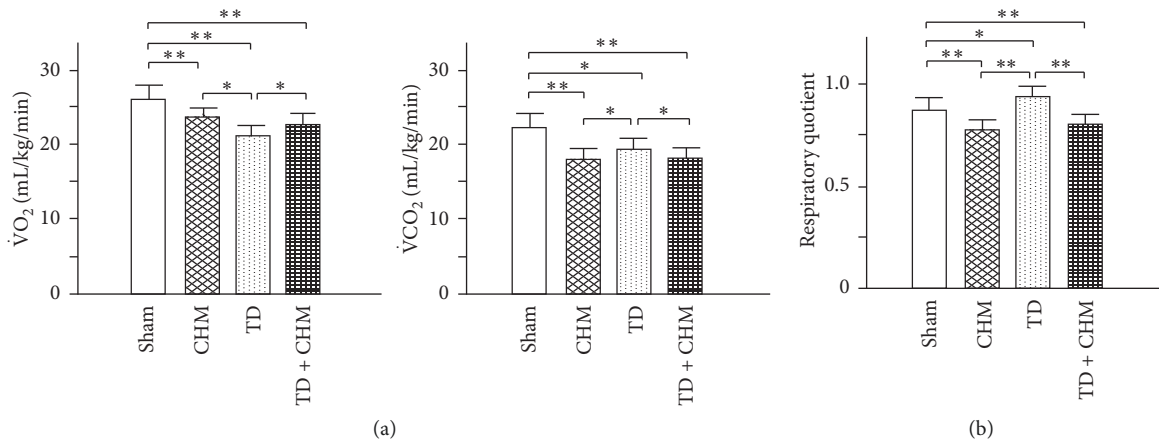 ∗∗
∗∗
∗∗
∗
∗
30
20
10
0
V̇O₂ (mL/kg/min)
Sham
CHM
TD
TD + CHM
∗∗
∗
∗∗
∗
∗
30
20
10
0
V̇CO₂ (mL/kg/min)
Sham
CHM
TD
TD + CHM
(a)
∗∗
∗
∗∗
∗∗
∗∗
1.0
0.5
0
Respiratory quotient
Sham
CHM
TD
TD + CHM
(b)